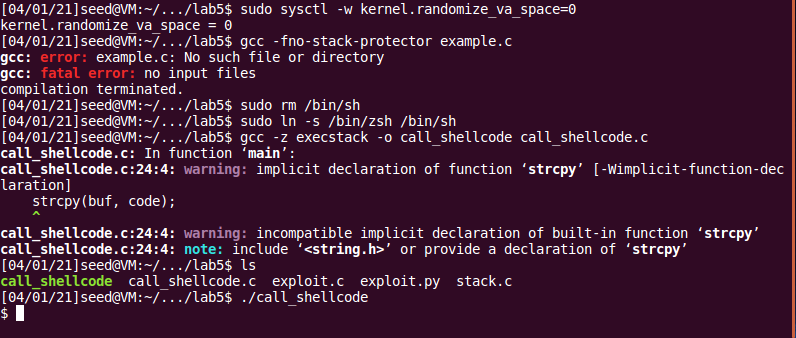 [04/01/21]seed@VM:~/.../lab5$ sudo sysctl -w kernel.randomize_va_space=0
kernel.randomize_va_space = 0
[04/01/21]seed@VM:~/.../lab5$ gcc -fno-stack-protector example.c
gcc: error: example.c: No such file or directory
gcc: fatal error: no input files
compilation terminated.
[04/01/21]seed@VM:~/.../lab5$ sudo rm /bin/sh
[04/01/21]seed@VM:~/.../lab5$ sudo ln -s /bin/zsh /bin/sh
[04/01/21]seed@VM:~/.../lab5$ gcc -z execstack -o call_shellcode call_shellcode.c
call_shellcode.c: In function ‘main’:
call_shellcode.c:24:4: warning: implicit declaration of function ‘strcpy’ [-Wimplicit-function-dec
laration]
    strcpy(buf, code);
    ^
call_shellcode.c:24:4: warning: incompatible implicit declaration of built-in function ‘strcpy’
call_shellcode.c:24:4: note: include ‘<string.h>’ or provide a declaration of ‘strcpy’
[04/01/21]seed@VM:~/.../lab5$ ls
call_shellcode  call_shellcode.c  exploit.c  exploit.py  stack.c
[04/01/21]seed@VM:~/.../lab5$ ./call_shellcode
$